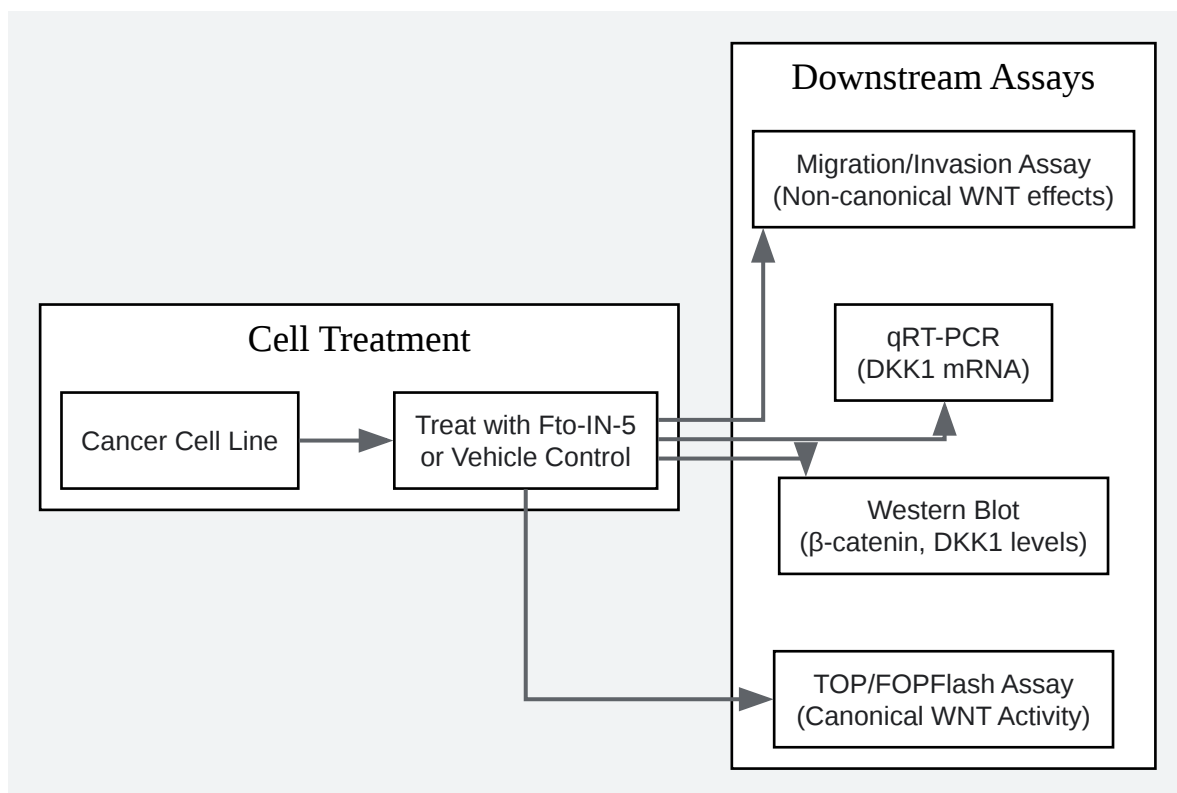 Cell Treatment
Cancer Cell Line
Treat with Fto-IN-5
or Vehicle Control
Downstream Assays
Migration/Invasion Assay
(Non-canonical WNT effects)
qRT-PCR
(DKK1 mRNA)
Western Blot
(β-catenin, DKK1 levels)
TOP/FOPFlash Assay
(Canonical WNT Activity)